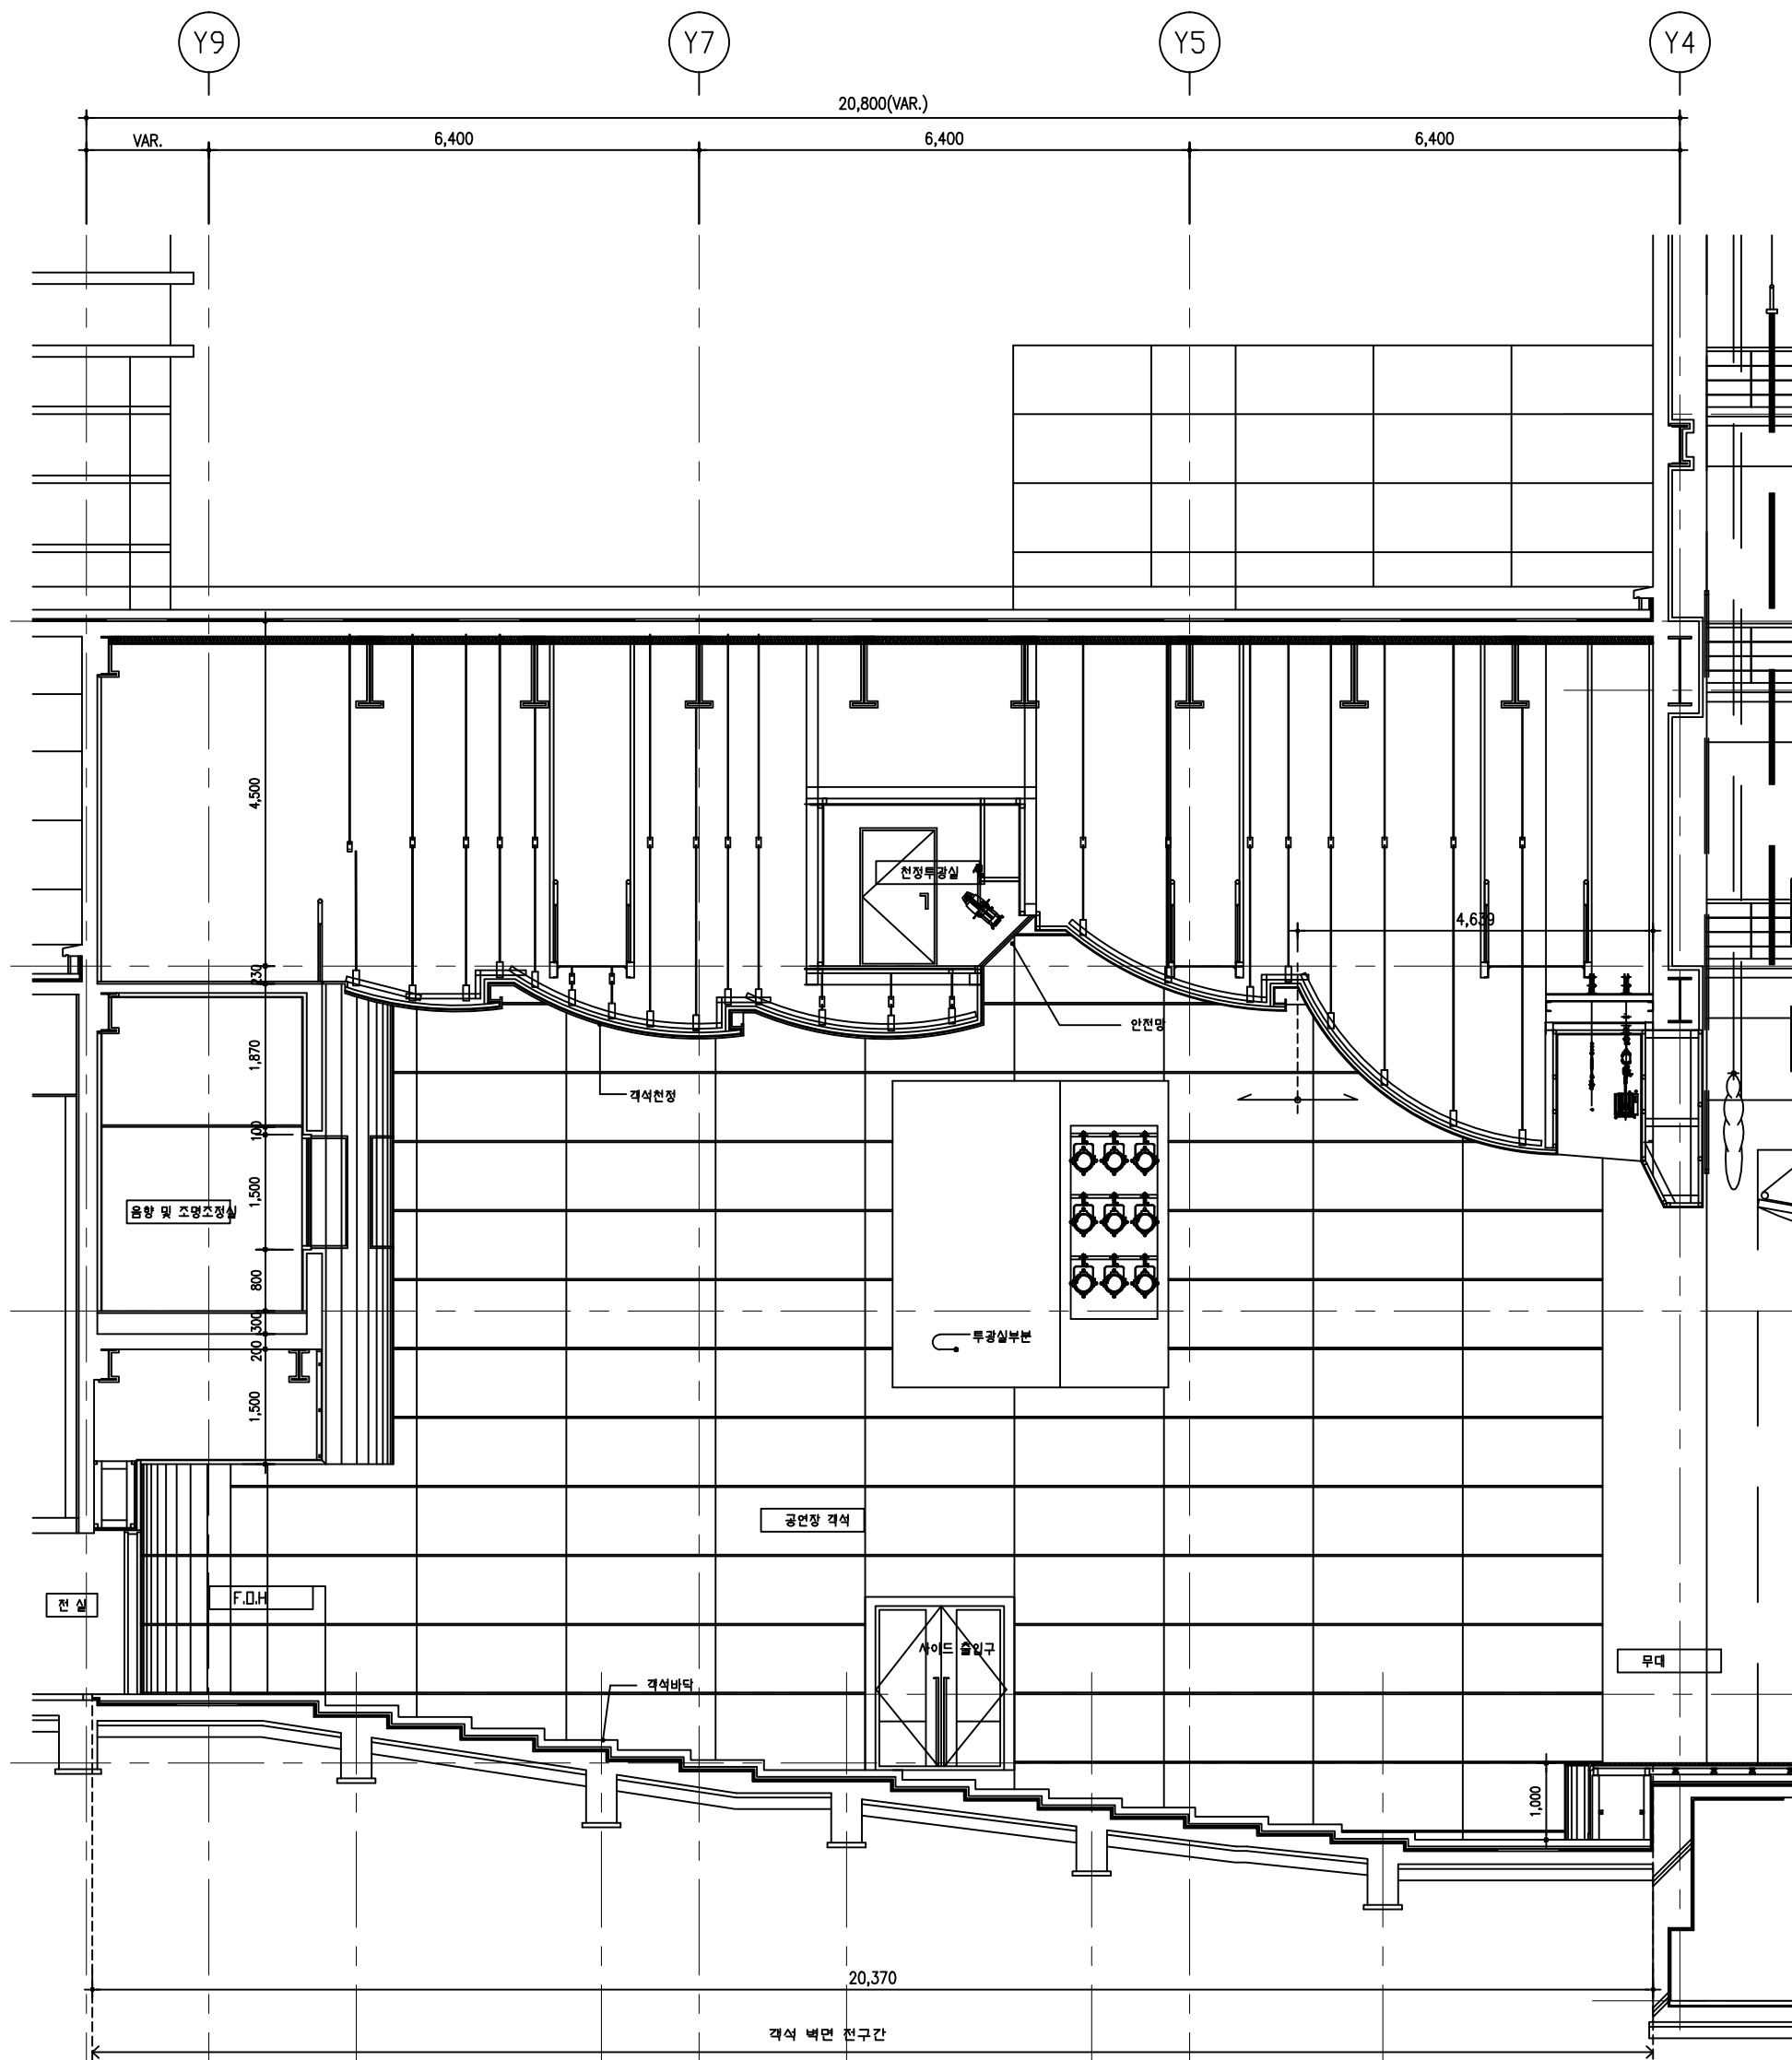 Y9 Y7 Y5 Y4
20,800(VAR.)
VAR. 6,400 6,400 6,400
4,500
천정투광실
4,639
230
안전망
1,870
객석천정
100
음향 및 조명조정실
1,500
800
300
투광실부분
200
1,500
공연장 객석
전 실
F.O.H
사이드 출입구
무대
객석바닥
1,000
20,370
객석 벽면 전구간